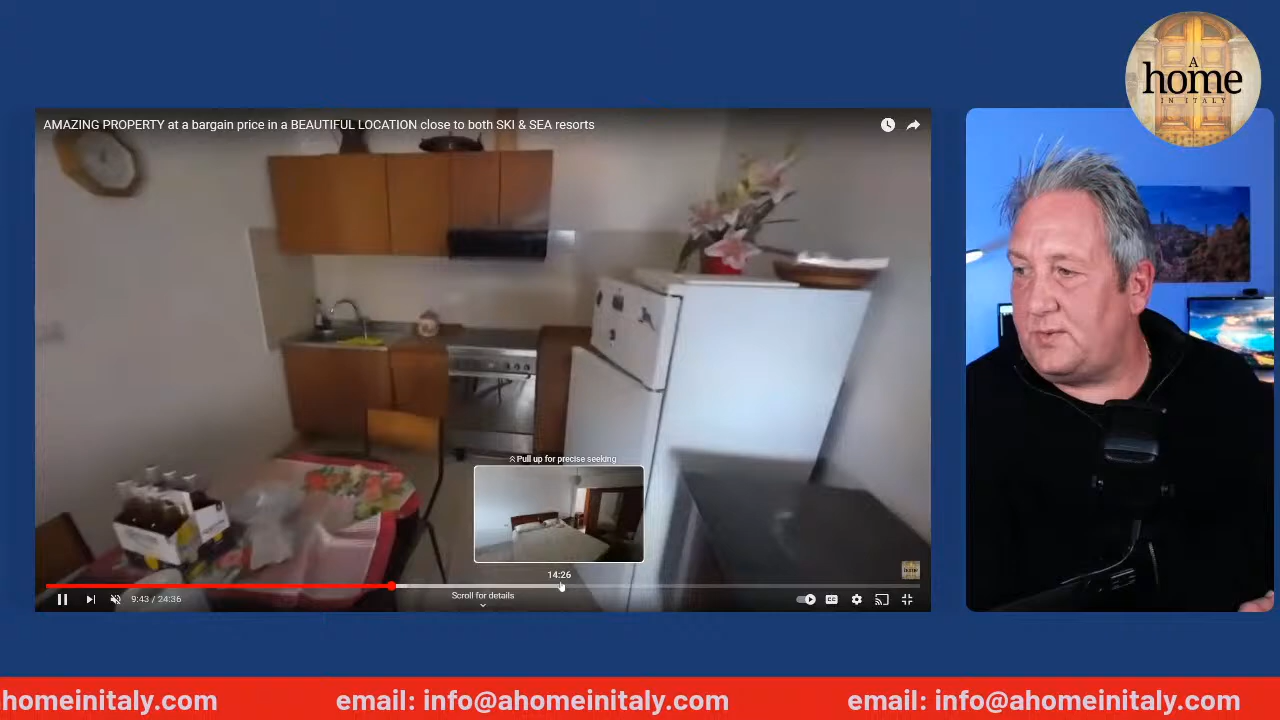 A
home
IN ITALY
AMAZING PROPERTY at a bargain price in a BEAUTIFUL LOCATION close to both SKI & SEA resorts
Pull up for precise seeking
14:26
home
9:43 / 24:36
Scroll for details
CC
homeinitaly.com
email: info@ahomeinitaly.com
email: info@ahomeinitaly.com